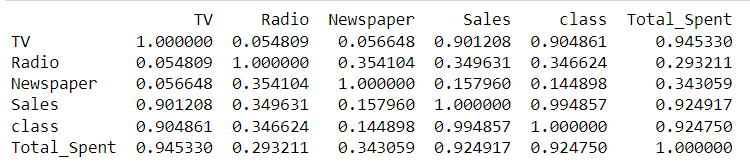 TV Radio Newspaper Sales class Total_Spent
TV 1.000000 0.054809 0.056648 0.901208 0.904861 0.945330
Radio 0.054809 1.000000 0.354104 0.349631 0.346624 0.293211
Newspaper 0.056648 0.354104 1.000000 0.157960 0.144898 0.343059
Sales 0.901208 0.349631 0.157960 1.000000 0.994857 0.924917
class 0.904861 0.346624 0.144898 0.994857 1.000000 0.924750
Total_Spent 0.945330 0.293211 0.343059 0.924917 0.924750 1.000000